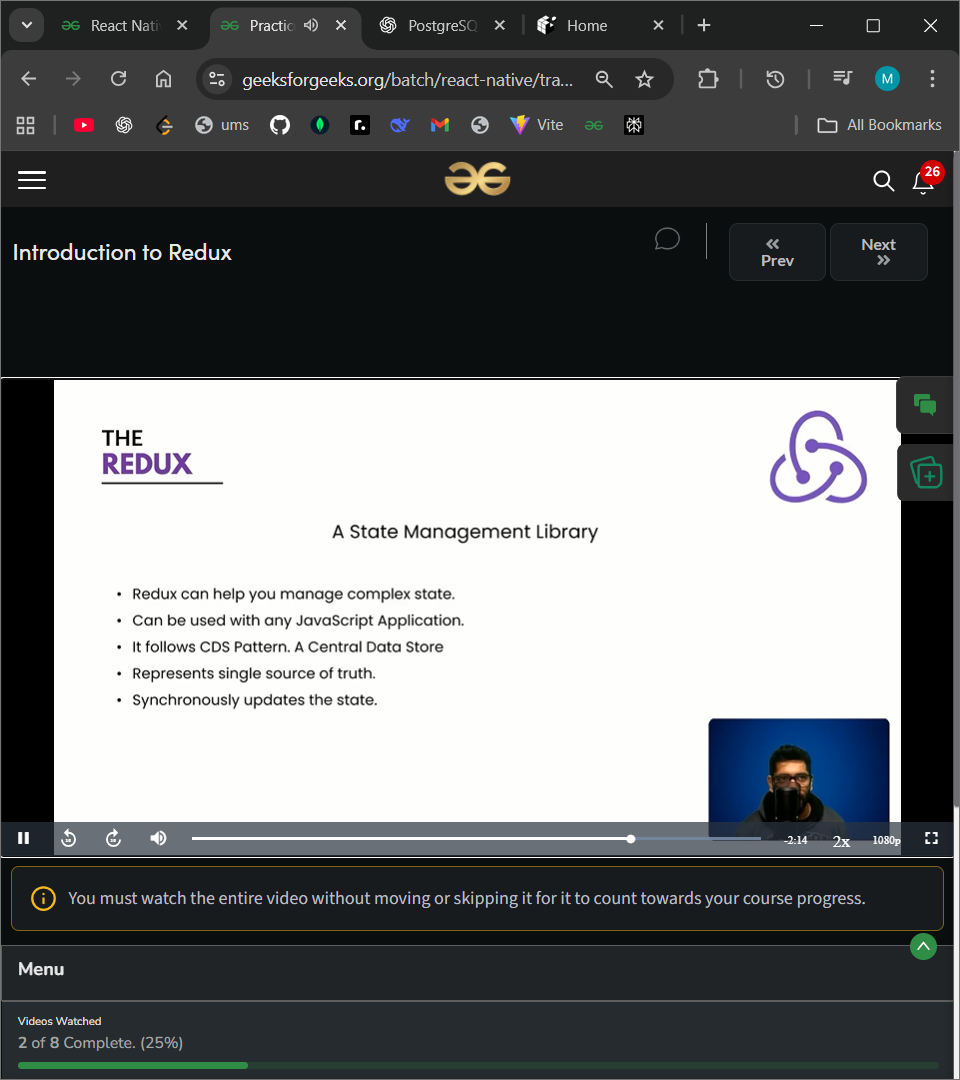 React Nati
Practic
PostgreSQ
Home
geeksforgeeks.org/batch/react-native/tra...
M
ums
Vite
All Bookmarks
26
Introduction to Redux
Prev
Next
THE
REDUX
A State Management Library
• Redux can help you manage complex state.
• Can be used with any JavaScript Application.
• It follows CDS Pattern. A Central Data Store
• Represents single source of truth.
• Synchronously updates the state.
-2:14
2x
1080p
You must watch the entire video without moving or skipping it for it to count towards your course progress.
Menu
Videos Watched
2 of 8 Complete. (25%)